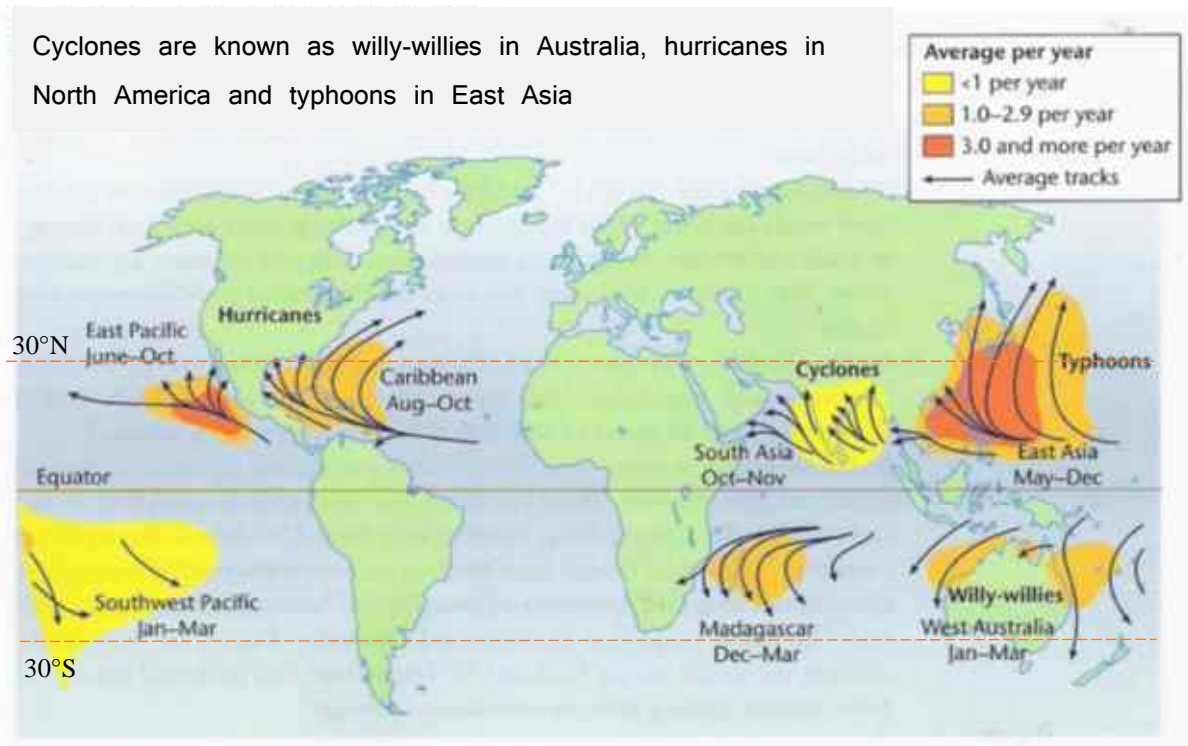 Cyclones are known as willy-willies in Australia, hurricanes in
North America and typhoons in East Asia
Average per year
<1 per year
1.0–2.9 per year
3.0 and more per year
Average tracks
Hurricanes
East Pacific
June–Oct
30°N
Caribbean
Aug–Oct
Cyclones
Typhoons
South Asia
Oct–Nov
East Asia
May–Dec
Equator
Southwest Pacific
Jan–Mar
Madagascar
Dec–Mar
Willy-willies
West Australia
Jan–Mar
30°S